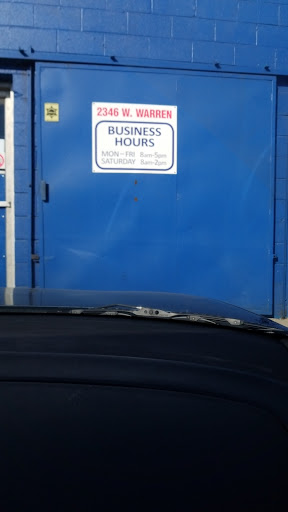 2346 W. WARREN
BUSINESS
HOURS
MON-FRI 8AM-5PM
SATURDAY 8AM-2PM